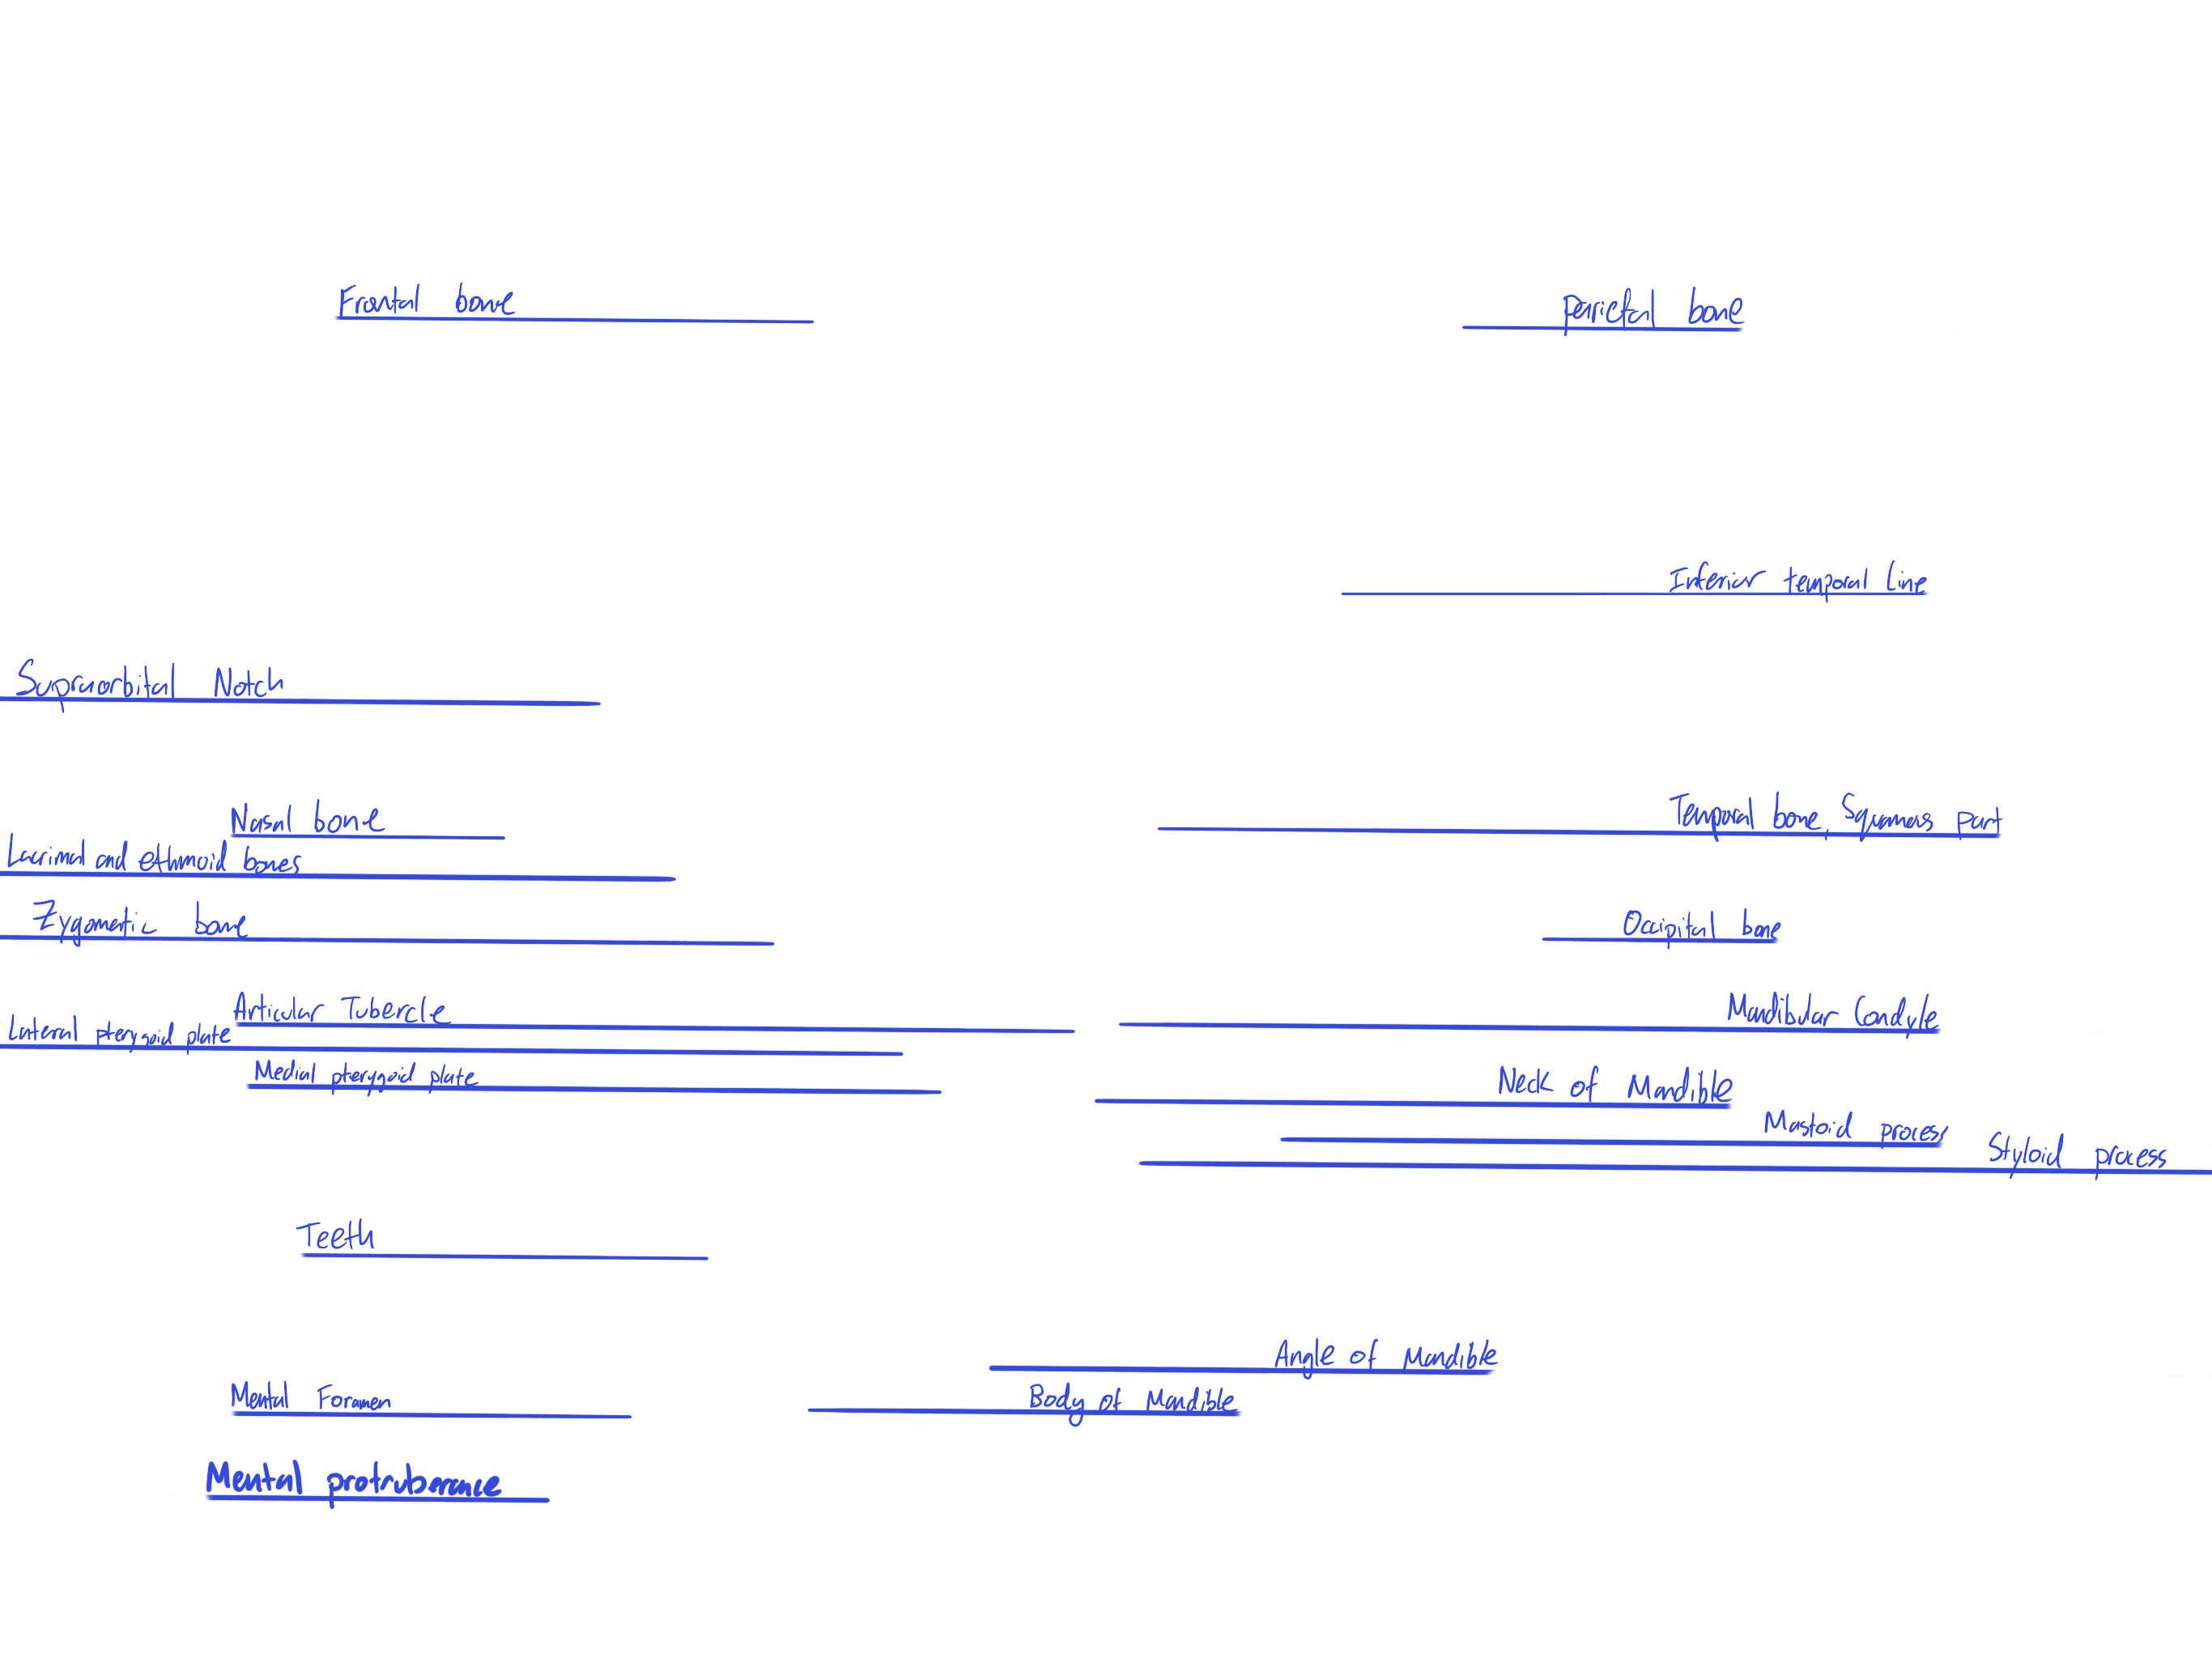 Frontal bone
parietal bone
Inferior temporal line
Supraorbital Notch
Nasal bone
Temporal bone, Squamous part
Lacrimal and ethmoid bones
Zygomatic bone
Occipital bone
Articular Tubercle
Mandibular Condyle
Lateral pterygoid plate
Medial pterygoid plate
Neck of Mandible
Mastoid process
Styloid process
Teeth
Angle of Mandible
Mental Foramen
Body of Mandible
Mental protruberance